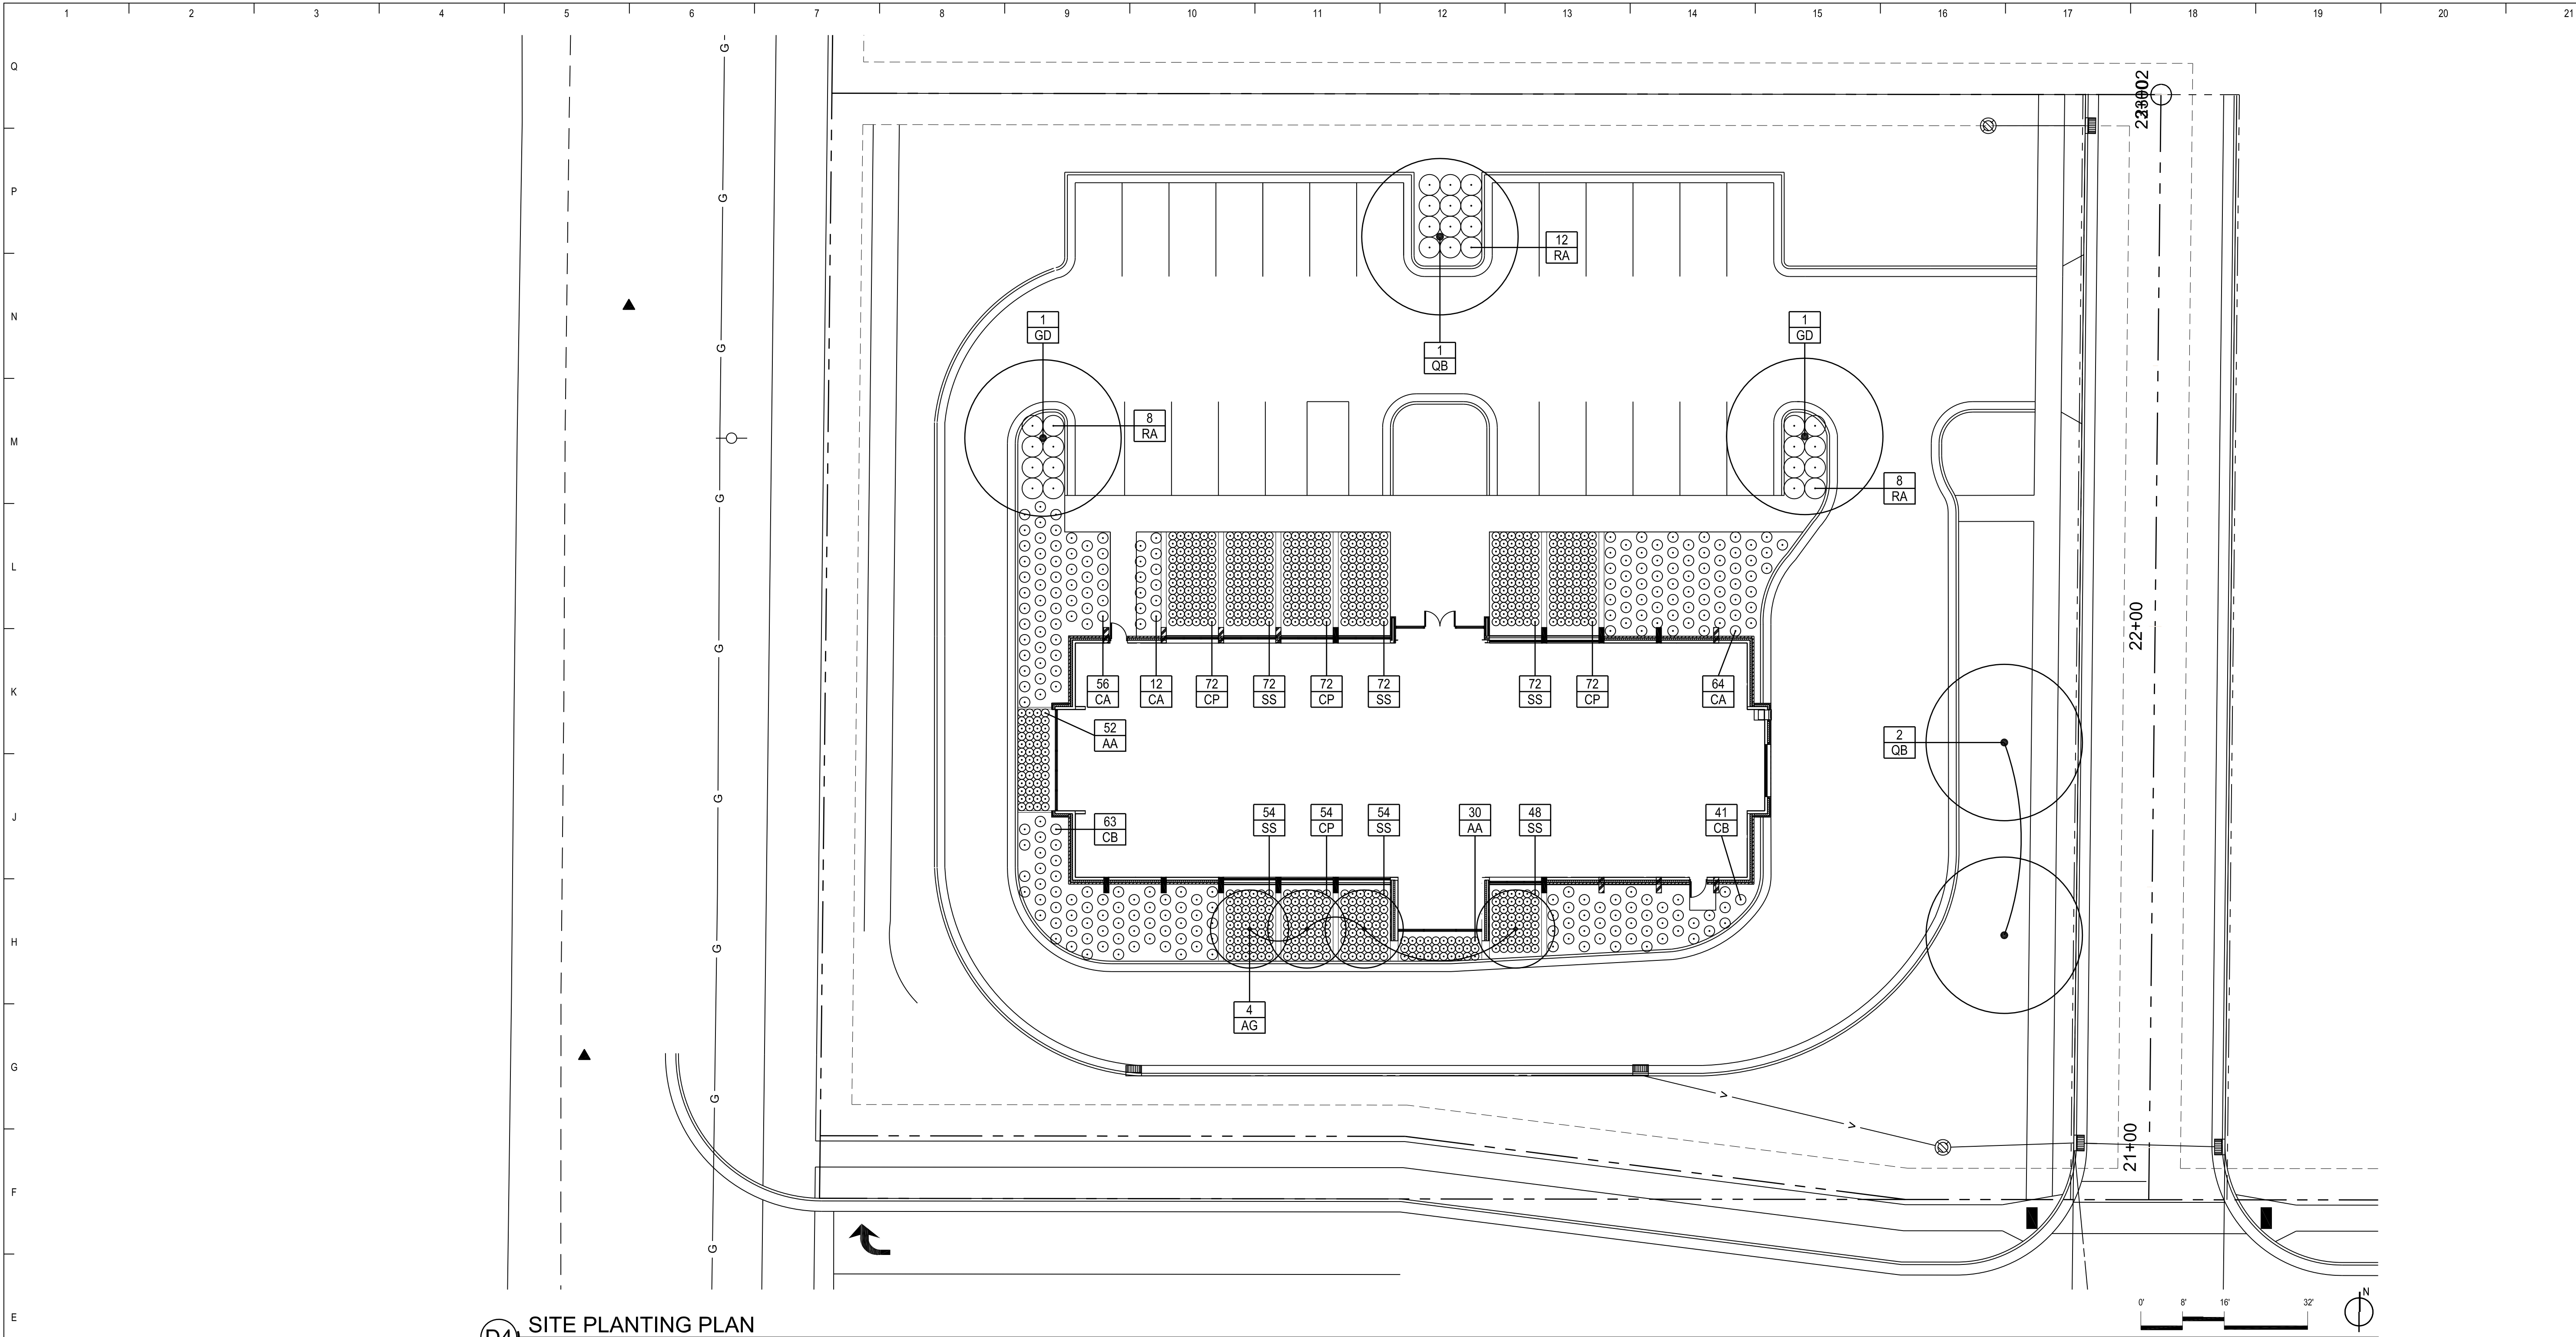 1 2 3 4 5 6 7 8 9 10 11 12 13 14 15 16 17 18 19 20 21
Q
P
N
M
L
K
J
H
G
F
E
G
G
G
G
G
G
G
G
G
12
RA
1
GD
1
QB
1
GD
8
RA
8
RA
56
CA
12
CA
72
CP
72
SS
72
CP
72
SS
72
SS
72
CP
64
CA
52
AA
2
QB
63
CB
54
SS
54
CP
54
SS
30
AA
48
SS
41
CB
4
AG
22+00
21+00
SITE PLANTING PLAN
0' 8' 16' 32'
N